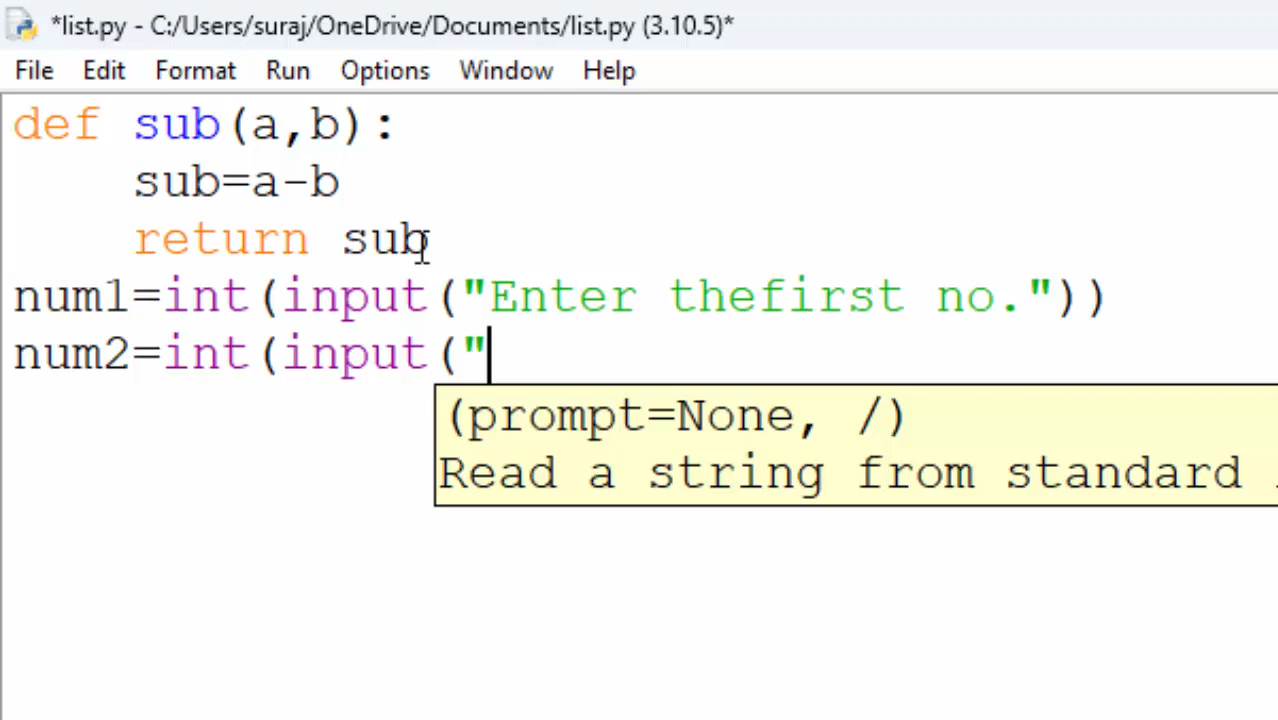 *list.py - C:/Users/suraj/OneDrive/Documents/list.py (3.10.5)*
File Edit Format Run Options Window Help
def sub(a,b):
    sub=a-b
    return sub
num1=int(input("Enter thefirst no."))
num2=int(input("
(prompt=None, /)
Read a string from standard